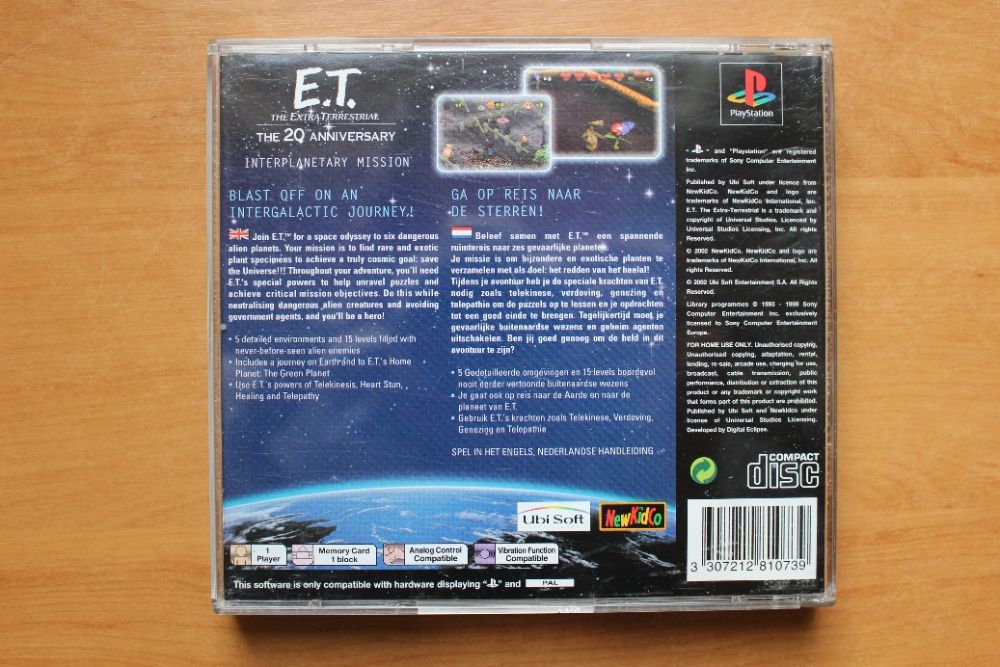 E.T.
THE EXTRA-TERRESTRIAL
THE 20TH ANNIVERSARY
INTERPLANETARY MISSION
BLAST OFF ON AN
INTERGALACTIC JOURNEY!
Join E.T.™ for a space odyssey to six dangerous
alien planets. Your mission is to find rare and exotic
plant specimens to achieve a truly cosmic goal: save
the Universe!!! Throughout your adventure, you'll need
E.T.'s special powers to help unravel puzzles and
achieve critical mission objectives. Do this while
neutralising dangerous alien creatures and avoiding
government agents, and you'll be a hero!
• 5 detailed environments and 15 levels filled with
never-before-seen alien enemies
• Includes a journey on Earth and to E.T.'s Home
Planet: The Green Planet
• Use E.T.'s powers of Telekinesis, Heart Stun,
Healing and Telepathy
GA OP REIS NAAR
DE STERREN!
Beleef samen met E.T.™ een spannende
ruimtereis naar zes gevaarlijke planeten.
Je missie is om bijzondere en exotische planten te
verzamelen met als doel: het redden van het heelal!
Tijdens je avontuur heb je de speciale krachten van E.T.
nodig zoals telekinese, verdoving, genezing en
telepathie om de puzzels op te lossen en je opdrachten
tot een goed einde te brengen. Tegelijkertijd moet je
gevaarlijke buitenaardse wezens en geheim agenten
uitschakelen. Ben jij goed genoeg om de held in dit
avontuur te zijn?
• 5 Gedetailleerde omgevingen en 15 levels boordevol
nooit eerder vertoonde buitenaardse wezens
• Je gaat ook op reis naar de Aarde en naar de
planeet van E.T.
• Gebruik E.T.'s krachten zoals Telekinese, Verdoving,
Genezing en Telepathie
SPEL IN HET ENGELS, NEDERLANDSE HANDLEIDING
Ubi Soft
NewKidCo
1
Player
Memory Card
1 block
Analog Control
Compatible
Vibration Function
Compatible
This software is only compatible with hardware displaying " " and PAL
PlayStation
" " and "Playstation" are registered
trademarks of Sony Computer Entertainment
Inc.
Published by Ubi Soft under licence from
NewKidCo. NewKidCo and logo are
trademarks of NewKidCo International, Inc.
E.T. The Extra-Terrestrial is a trademark and
copyright of Universal Studios. Licenced by
Universal Studios Licensing, Inc. All rights
Reserved.
© 2002 NewKidCo. NewKidCo and logo are
trademarks of NewKidCo International, Inc. All
rights Reserved.
© 2002 Ubi Soft Entertainment S.A. All Rights
Reserved.
Library programmes © 1993 - 1999 Sony
Computer Entertainment Inc. exclusively
licensed to Sony Computer Entertainment
Europe.
FOR HOME USE ONLY. Unauthorised copying,
Unauthorised copying, adaptation, rental,
lending, re-sale, arcade use, charging for use,
broadcast, cable transmission, public
performance, distribution or extraction of this
product or any trademark or copyright work
that forms part of this product are prohibited.
Published by Ubi Soft and Newkidco under
license of Universal Studios Licensing.
Developed by Digital Eclipse.
COMPACT
disc
3 307212 810739